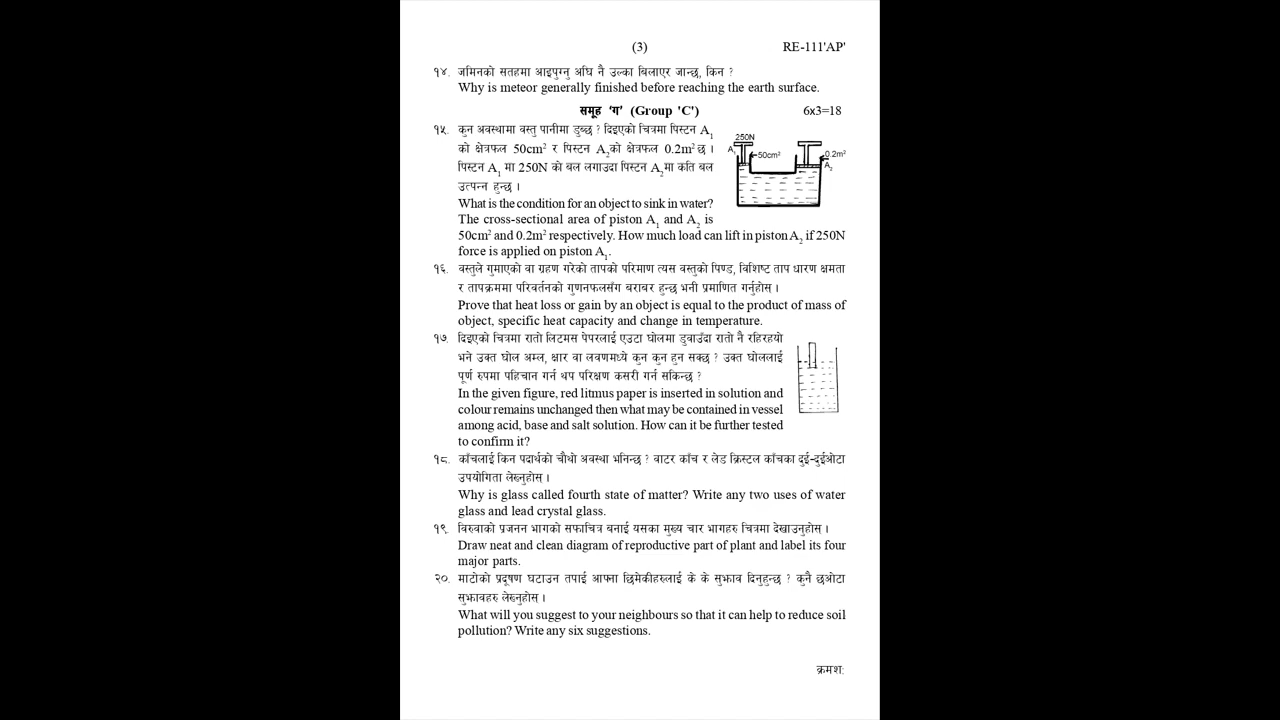 (3) RE-111'AP'
१४. जमिनको सतहमा आइपुग्नु अघि नै उल्का बिलाएर जान्छ, किन ?
Why is meteor generally finished before reaching the earth surface.
समूह ‘ग’ (Group 'C') 6x3=18
१५. कुन अवस्थामा वस्तु पानीमा डुब्छ ? दिइएको चित्रमा पिस्टन A₁
को क्षेत्रफल 50cm² र पिस्टन A₂को क्षेत्रफल 0.2m² छ ।
पिस्टन A₁ मा 250N को बल लगाउदा पिस्टन A₂मा कति बल
उत्पन्न हुन्छ ।
250N
A₁
50cm²
0.2m²
A₂
What is the condition for an object to sink in water?
The cross-sectional area of piston A₁ and A₂ is
50cm² and 0.2m² respectively. How much load can lift in piston A₂ if 250N
force is applied on piston A₁.
१६. वस्तुले गुमाएको वा ग्रहण गरेको तापको परिमाण त्यस वस्तुको पिण्ड, विशिष्ट ताप धारण क्षमता
र तापक्रममा परिवर्तनको गुणनफलसँग बराबर हुन्छ भनी प्रमाणित गर्नुहोस् ।
Prove that heat loss or gain by an object is equal to the product of mass of
object, specific heat capacity and change in temperature.
१७. दिइएको चित्रमा रातो लिटमस पेपरलाई एउटा घोलमा डुबाउँदा रातो नै रहिरहयो
भने उक्त घोल अम्ल, क्षार वा लवणमध्ये कुन कुन हुन सक्छ ? उक्त घोललाई
पूर्ण रुपमा पहिचान गर्न थप परिक्षण कसरी गर्न सकिन्छ ?
In the given figure, red litmus paper is inserted in solution and
colour remains unchanged then what may be contained in vessel
among acid, base and salt solution. How can it be further tested
to confirm it?
१८. काँचलाई किन पदार्थको चौथो अवस्था भनिन्छ ? वाटर काँच र लेड क्रिस्टल काँचका दुई-दुईओटा
उपयोगिता लेख्नुहोस् ।
Why is glass called fourth state of matter? Write any two uses of water
glass and lead crystal glass.
१९. विरुवाको प्रजनन भागको सफाचित्र बनाई यसका मुख्य चार भागहरु चित्रमा देखाउनुहोस् ।
Draw neat and clean diagram of reproductive part of plant and label its four
major parts.
२०. माटोको प्रदूषण घटाउन तपाई आफ्ना छिमेकीहरुलाई के के सुझाव दिनुहुन्छ ? कुनै छओटा
सुझावहरु लेख्नुहोस् ।
What will you suggest to your neighbours so that it can help to reduce soil
pollution? Write any six suggestions.
क्रमशः